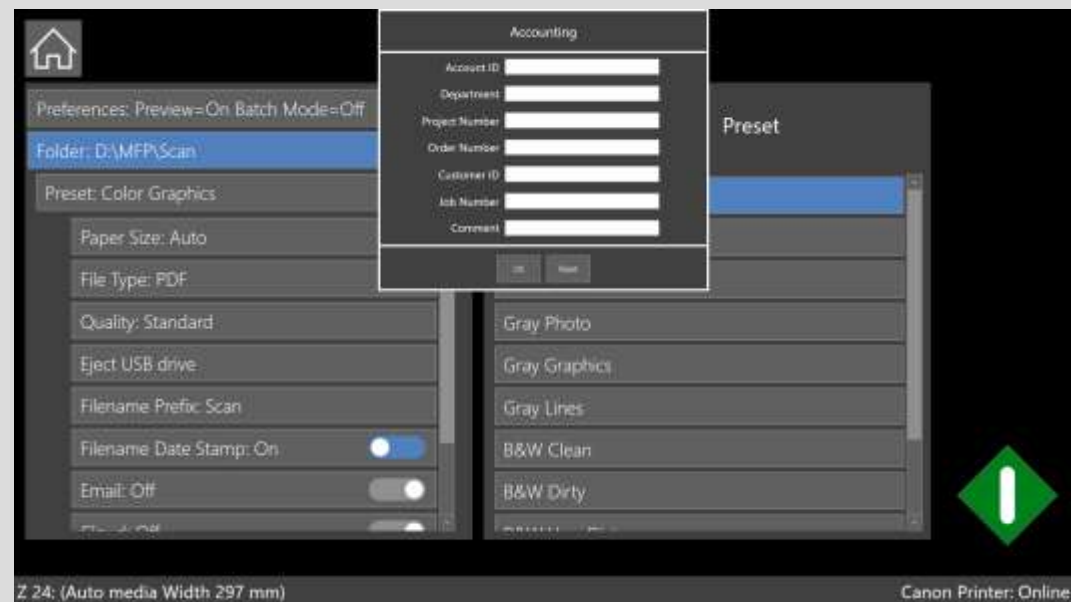 Accounting
Account ID
Department
Project Number
Order Number
Customer ID
Job Number
Comment
Preferences: Preview=On Batch Mode=Off
Folder: D:\MFP\Scan
Preset: Color Graphics
Paper Size: Auto
File Type: PDF
Quality: Standard
Eject USB drive
Filename Prefix: Scan
Filename Date Stamp: On
Email: Off
Preset
Gray Photo
Gray Graphics
Gray Lines
B&W Clean
B&W Dirty
Z 24: (Auto media Width 297 mm)
Canon Printer: Online